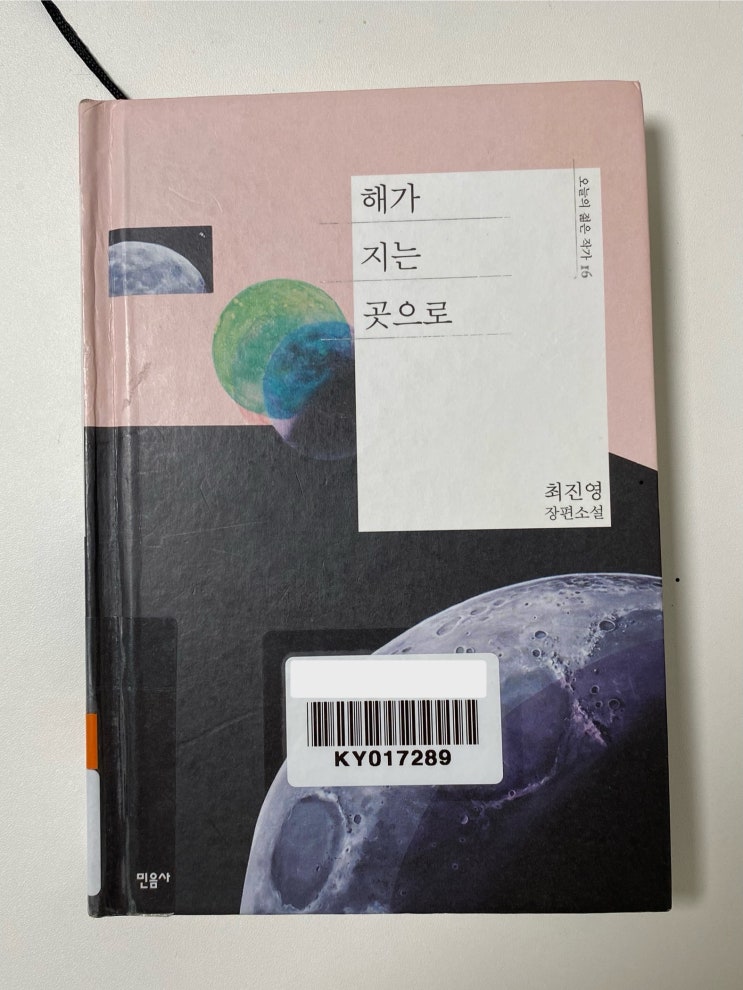 해가
지는
곳으로
오늘의 젊은 작가 16
최진영
장편소설
KY017289
민음사